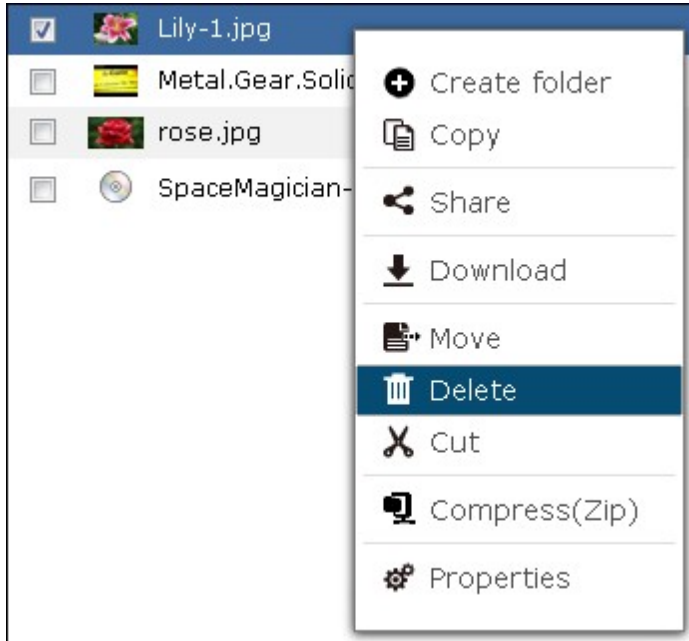 Lily-1.jpg
Metal.Gear.Solid
rose.jpg
SpaceMagician-
Create folder
Copy
Share
Download
Move
Delete
Cut
Compress(Zip)
Properties